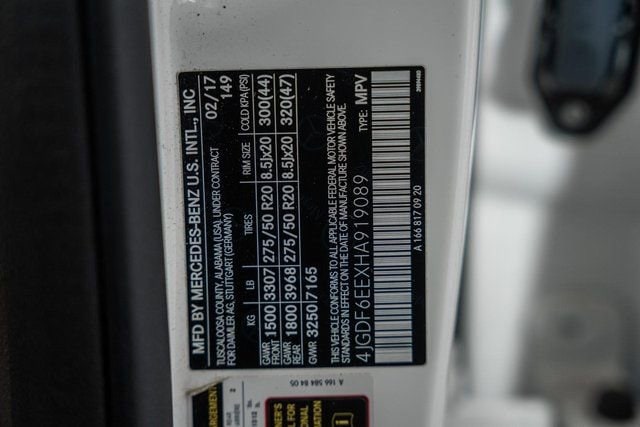 MFD BY MERCEDES-BENZ U.S. INTL., INC
TUSCALOOSA COUNTY, ALABAMA (USA), UNDER CONTRACT 02/17
FOR DAIMLER AG, STUTTGART (GERMANY) 149
KG LB TIRES RIM SIZE COLD KPA (PSI)
GAWR FRONT 1500 3307 275/50 R20 8.5Jx20 300(44)
GAWR REAR 1800 3968 275/50 R20 8.5Jx20 320(47)
GWR 3250 7165
THIS VEHICLE CONFORMS TO ALL APPLICABLE FEDERAL MOTOR VEHICLE SAFETY
STANDARDS IN EFFECT ON THE DATE OF MANUFACTURE SHOWN ABOVE.
4JGDF6EEXHA919089 TYPE: MPV
A 166 817 09 20
A 166 584 84 05